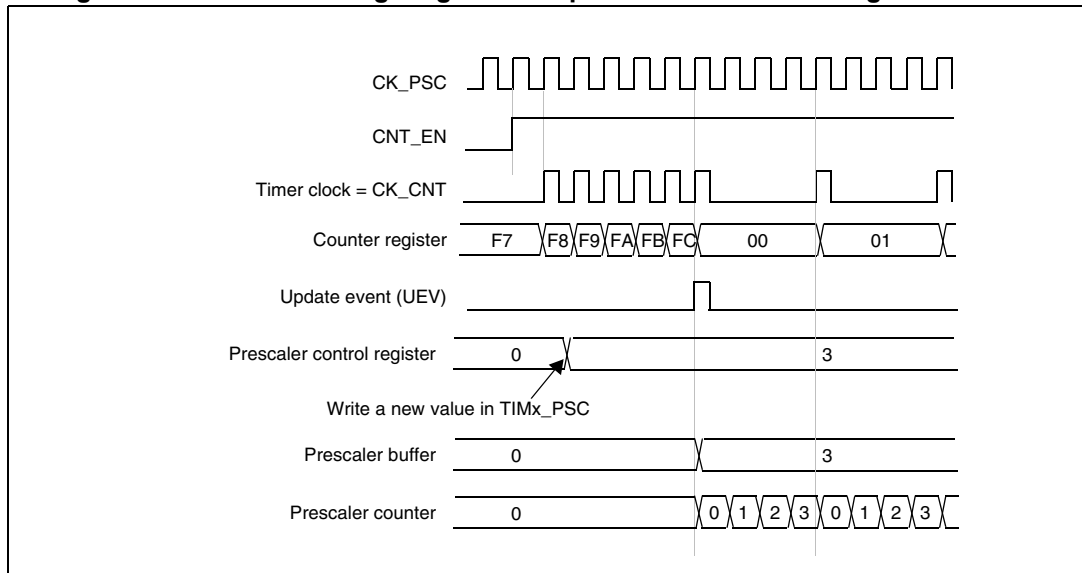 CK_PSC
CNT_EN
Timer clock = CK_CNT
Counter register F7 F8 F9 FA FB FC 00 01
Update event (UEV)
Prescaler control register 0 3
Write a new value in TIMx_PSC
Prescaler buffer 0 3
Prescaler counter 0 0 1 2 3 0 1 2 3